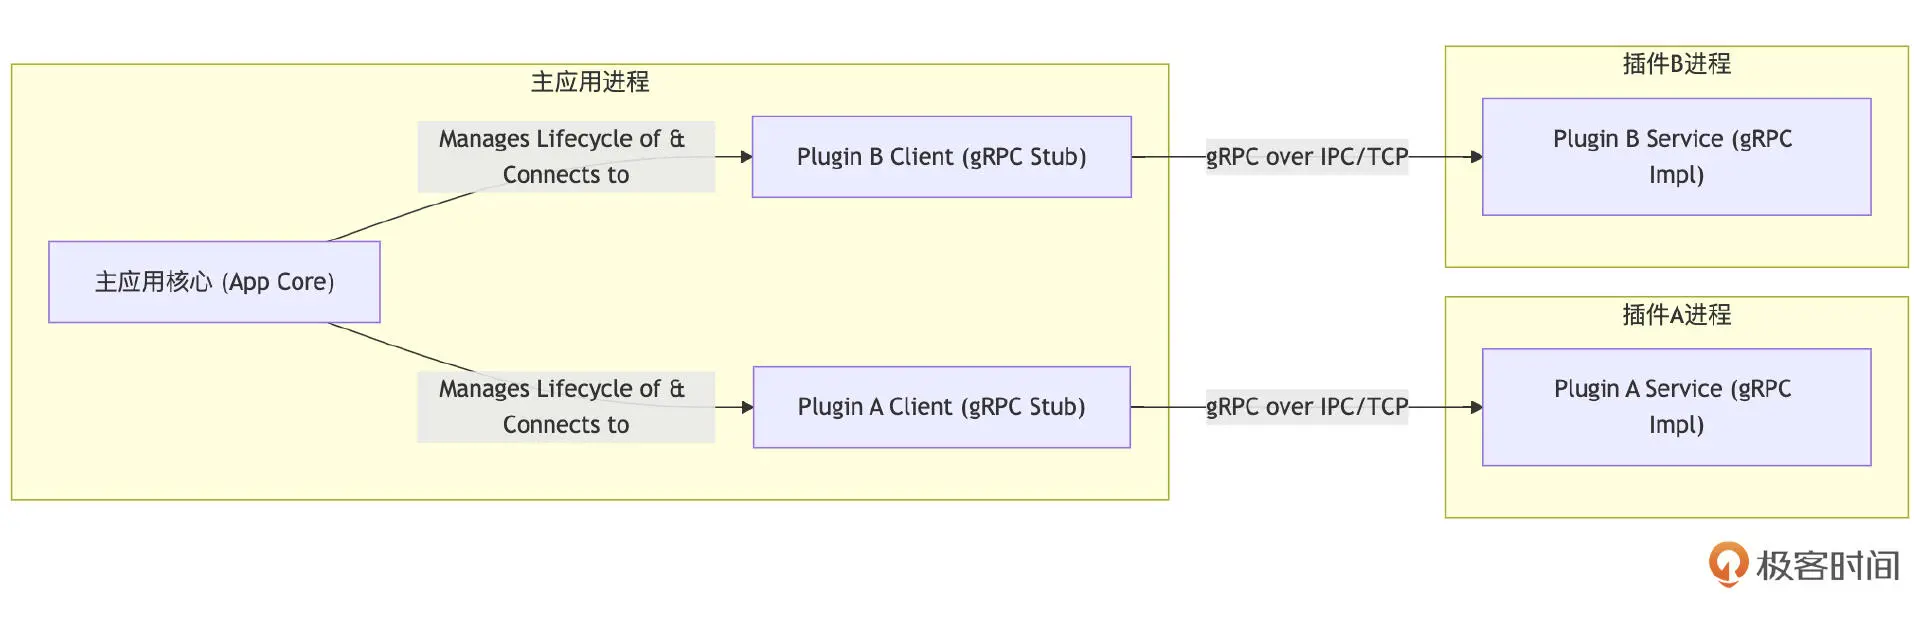 主应用进程
主应用核心 (App Core)
Manages Lifecycle of &
Connects to
Plugin B Client (gRPC Stub)
Manages Lifecycle of &
Connects to
Plugin A Client (gRPC Stub)
gRPC over IPC/TCP
gRPC over IPC/TCP
插件B进程
Plugin B Service (gRPC
Impl)
插件A进程
Plugin A Service (gRPC
Impl)
极客时间